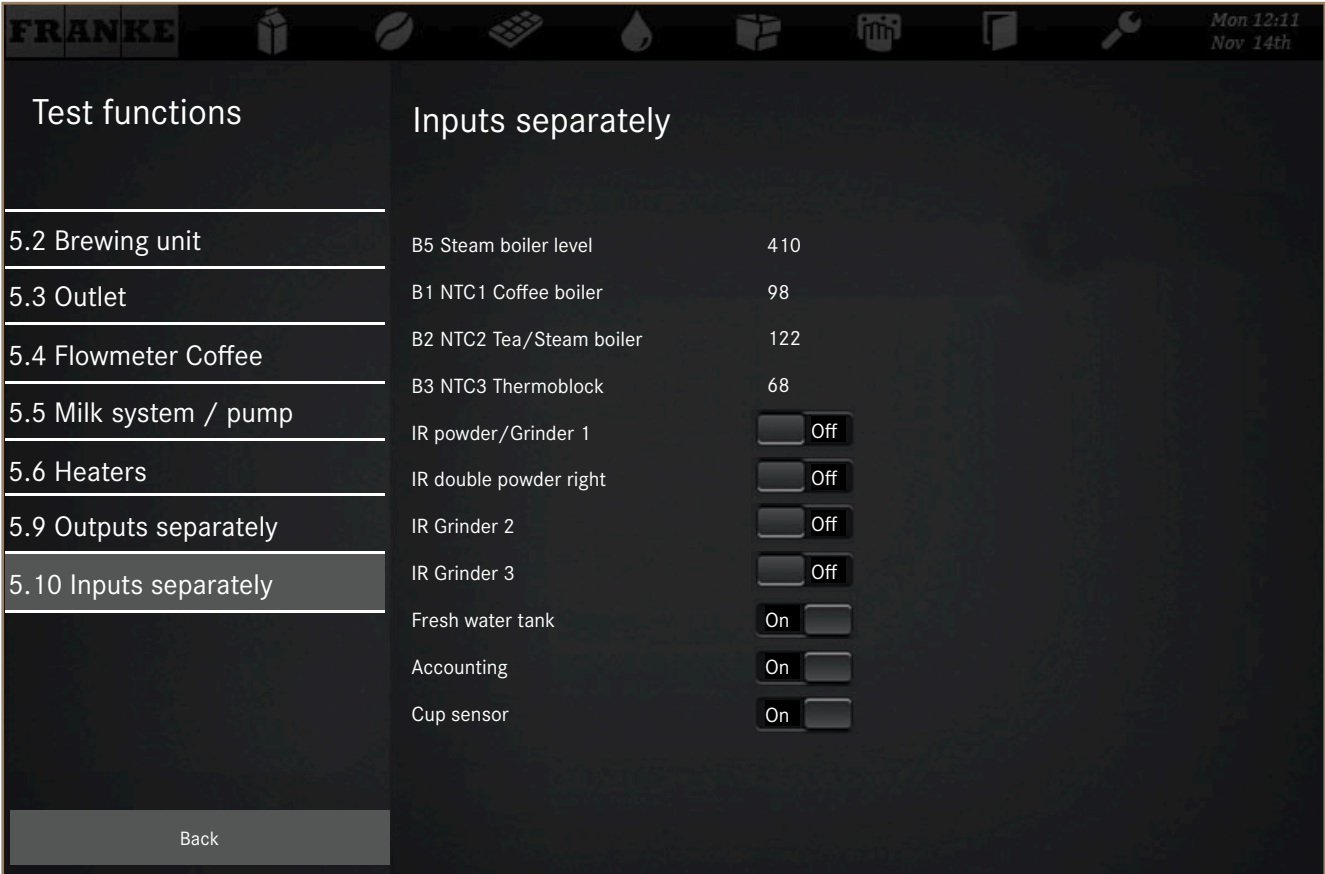 FRANKE
Mon 12:11
Nov 14th
Test functions
5.2 Brewing unit
5.3 Outlet
5.4 Flowmeter Coffee
5.5 Milk system / pump
5.6 Heaters
5.9 Outputs separately
5.10 Inputs separately
Back
Inputs separately
B5 Steam boiler level 410
B1 NTC1 Coffee boiler 98
B2 NTC2 Tea/Steam boiler 122
B3 NTC3 Thermoblock 68
IR powder/Grinder 1 Off
IR double powder right Off
IR Grinder 2 Off
IR Grinder 3 Off
Fresh water tank On
Accounting On
Cup sensor On